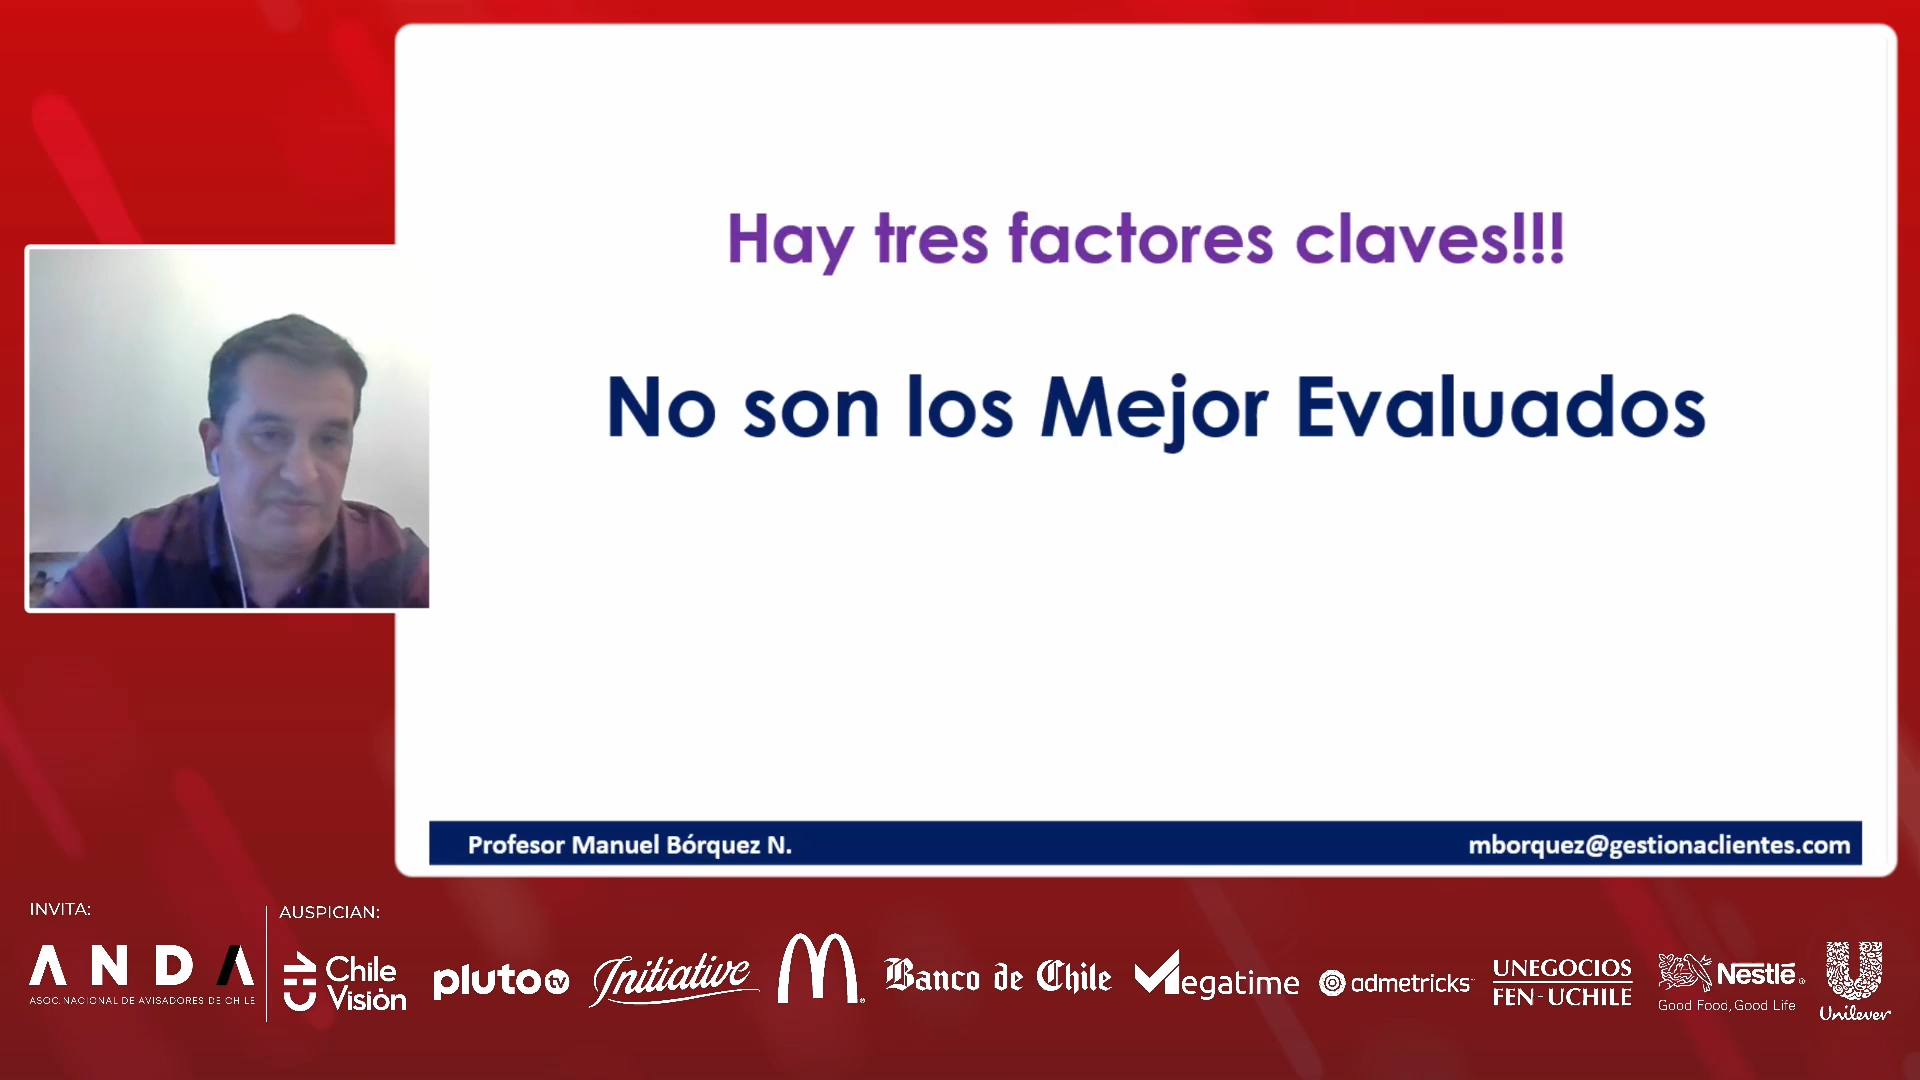 Hay tres factores claves!!!
No son los Mejor Evaluados
Profesor Manuel Bórquez N.
mborquez@gestionaclientes.com
INVITA:
ANDA
ASOC. NACIONAL DE AVISADORES DE CHILE
AUSPICIAN:
CHV
Chile
Visión
pluto tv
Initiative
M
Banco de Chile
Megatime
admetricks
UNEGOCIOS
FEN-UCHILE
Nestlé
Good Food, Good Life
Unilever